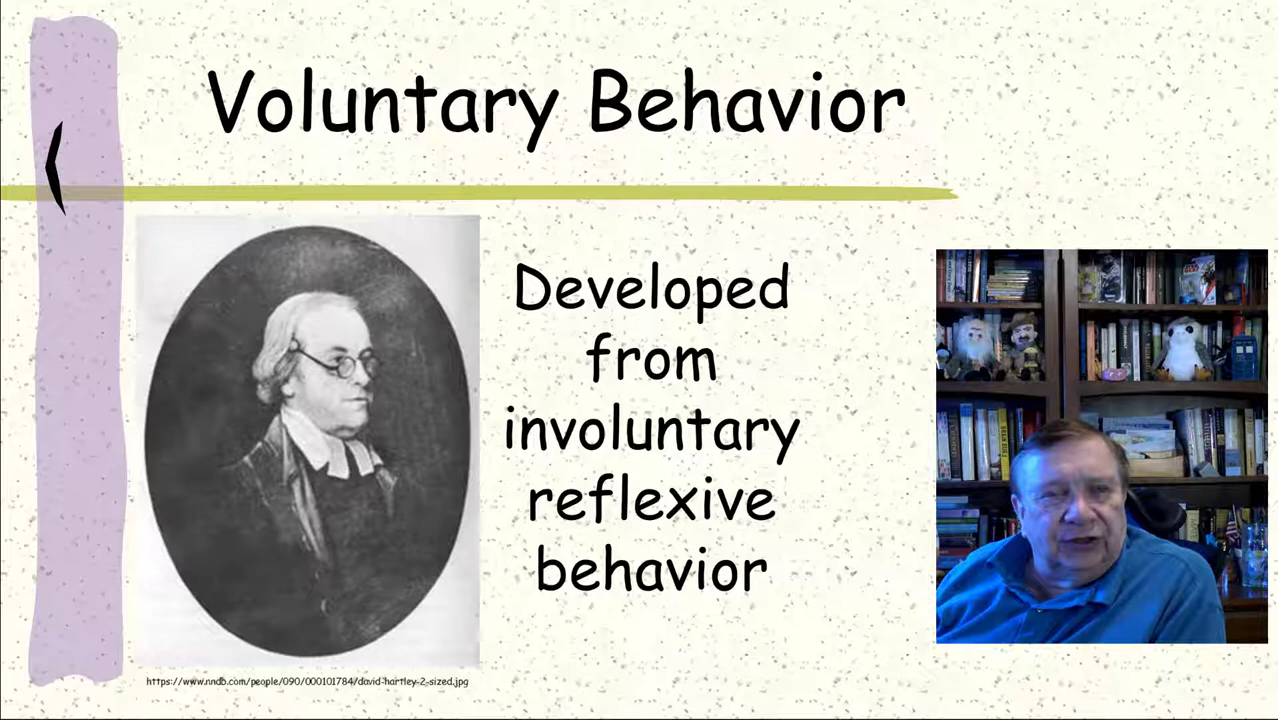 Voluntary Behavior
Developed
from
involuntary
reflexive
behavior
https://www.nndb.com/people/090/000101784/david-hartley-2-sized.jpg